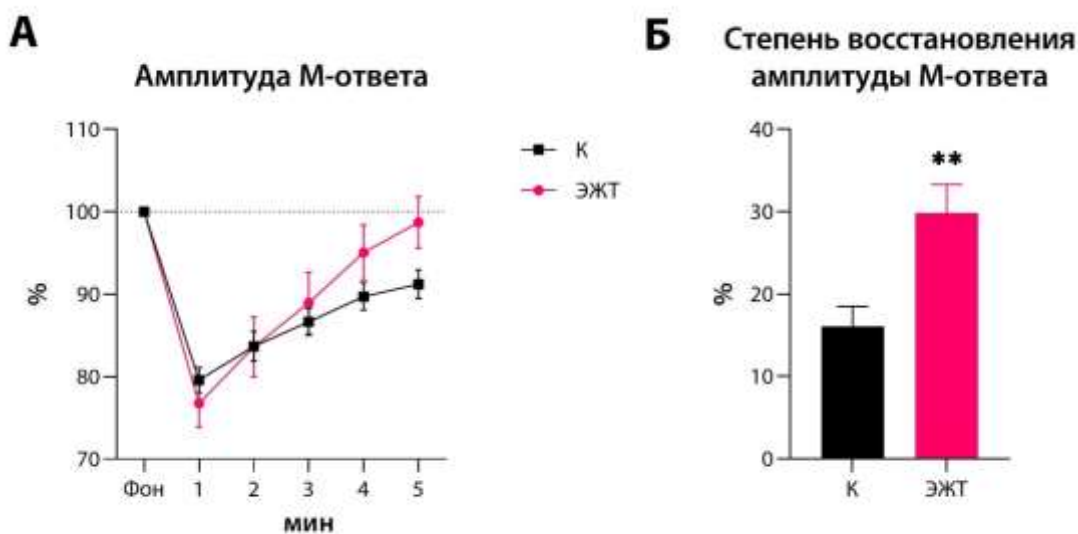 А
Амплитуда М-ответа
110
100
90
80
70
%
Фон 1 2 3 4 5
мин
К
ЭЖТ
Б
Степень восстановления
амплитуды М-ответа
40
30
20
10
0
%
**
К ЭЖТ